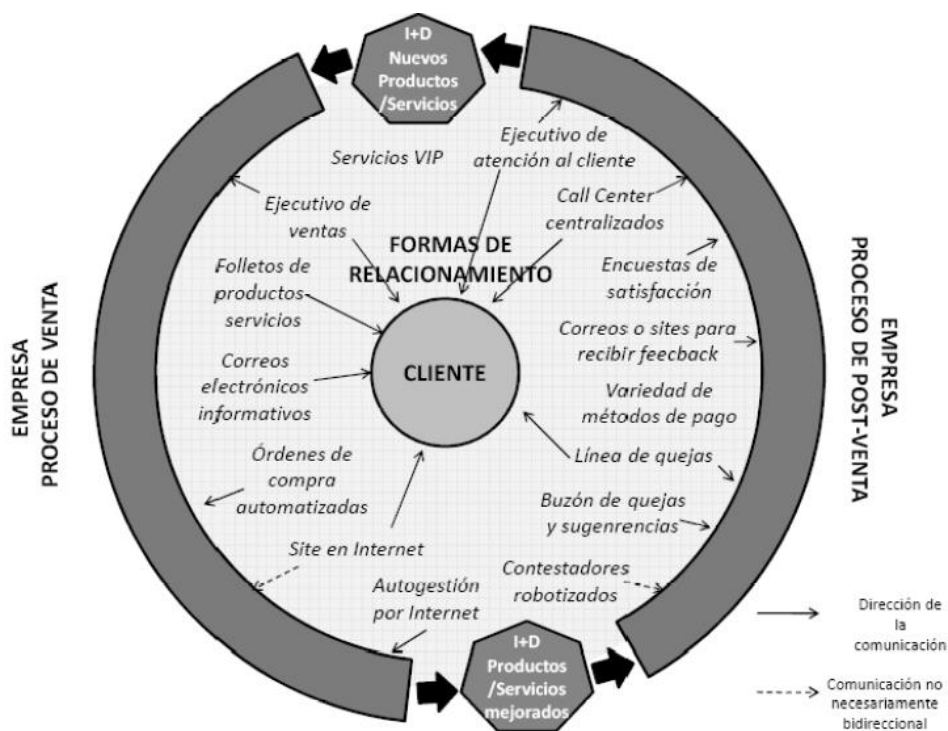 I+D
Nuevos
Productos
/Servicios
Servicios VIP
Ejecutivo de
atención al cliente
Ejecutivo de
ventas
Call Center
centralizados
FORMAS DE
RELACIONAMIENTO
Folletos de
productos-
servicios
Encuestas de
satisfacción
Correos
electrónicos
informativos
CLIENTE
Correos o sites para
recibir feecback
Variedad de
métodos de pago
Órdenes de
compra
automatizadas
Línea de quejas
Buzón de quejas
y sugenrencias
Site en Internet
Contestadores
robotizados
Autogestión
por Internet
I+D
Productos
/Servicios
mejorados
EMPRESA
PROCESO DE VENTA
EMPRESA
PROCESO DE POST-VENTA
Dirección de
la
comunicación
Comunicación no
necesariamente
bidireccional